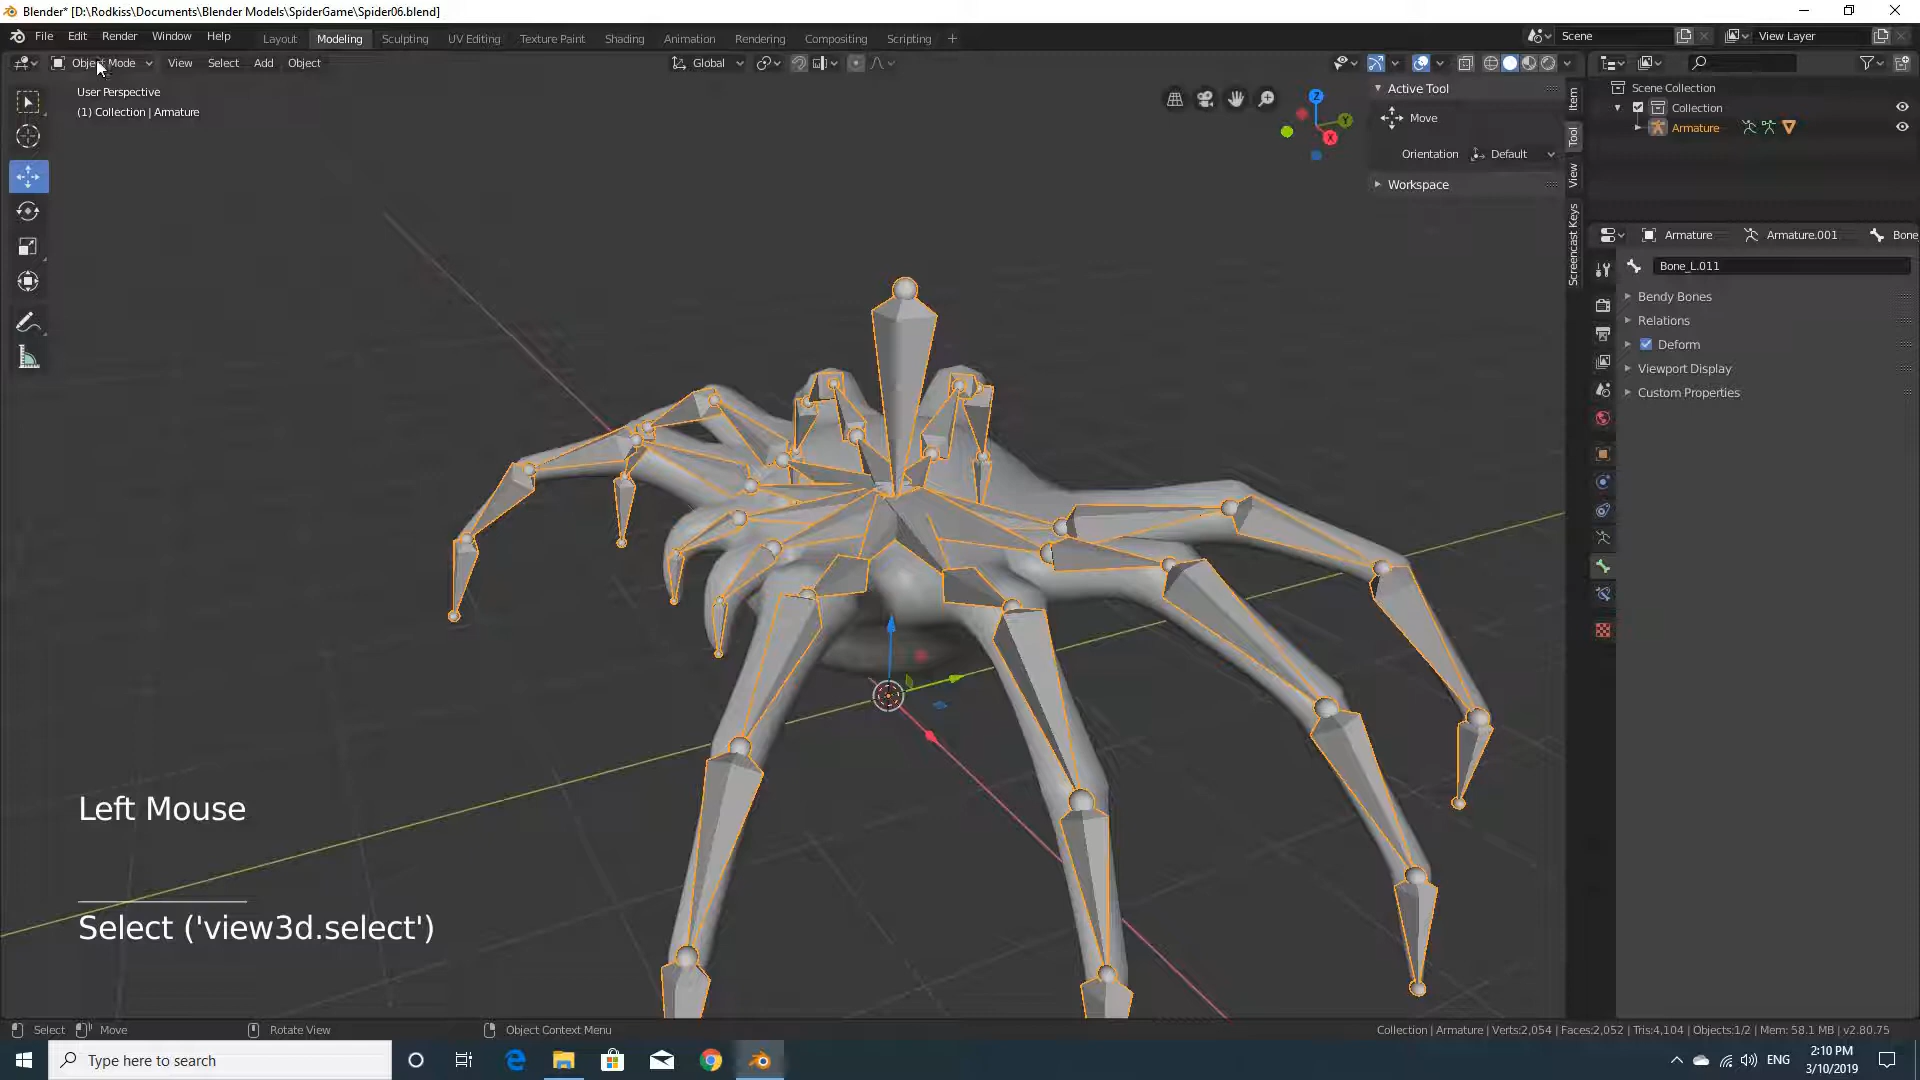 Blender* [D:\Rodkiss\Documents\Blender Models\SpiderGame\Spider06.blend]
File Edit Render Window Help
Layout Modeling Sculpting UV Editing Texture Paint Shading Animation Rendering Compositing Scripting +
Scene
View Layer
Object Mode View Select Add Object
Global
User Perspective
(1) Collection | Armature
Z
Y
X
Active Tool
Move
Orientation Default
Workspace
Item
Tool
View
Screencast Keys
Scene Collection
Collection
Armature
Armature Armature.001 Bone
Bone_L.011
Bendy Bones
Relations
Deform
Viewport Display
Custom Properties
Left Mouse
Select ('view3d.select')
Select Move Rotate View Object Context Menu
Collection | Armature | Verts:2,054 | Faces:2,052 | Tris:4,104 | Objects:1/2 | Mem: 58.1 MB | v2.80.75
Type here to search
ENG
2:10 PM
3/10/2019